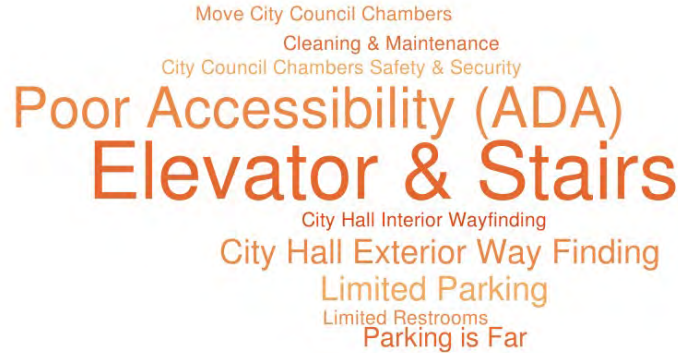 Move City Council Chambers
Cleaning & Maintenance
City Council Chambers Safety & Security
Poor Accessibility (ADA)
Elevator & Stairs
City Hall Interior Wayfinding
City Hall Exterior Way Finding
Limited Parking
Limited Restrooms
Parking is Far